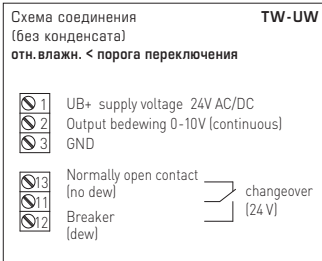 Схема соединения TW-UW
(без конденсата)
отн.влажн. < порога переключения
1 UB+ supply voltage 24V AC/DC
2 Output bedewing 0-10V (continuous)
3 GND
13 Normally open contact
(no dew)
11
12 Breaker
(dew)
changeover
(24 V)